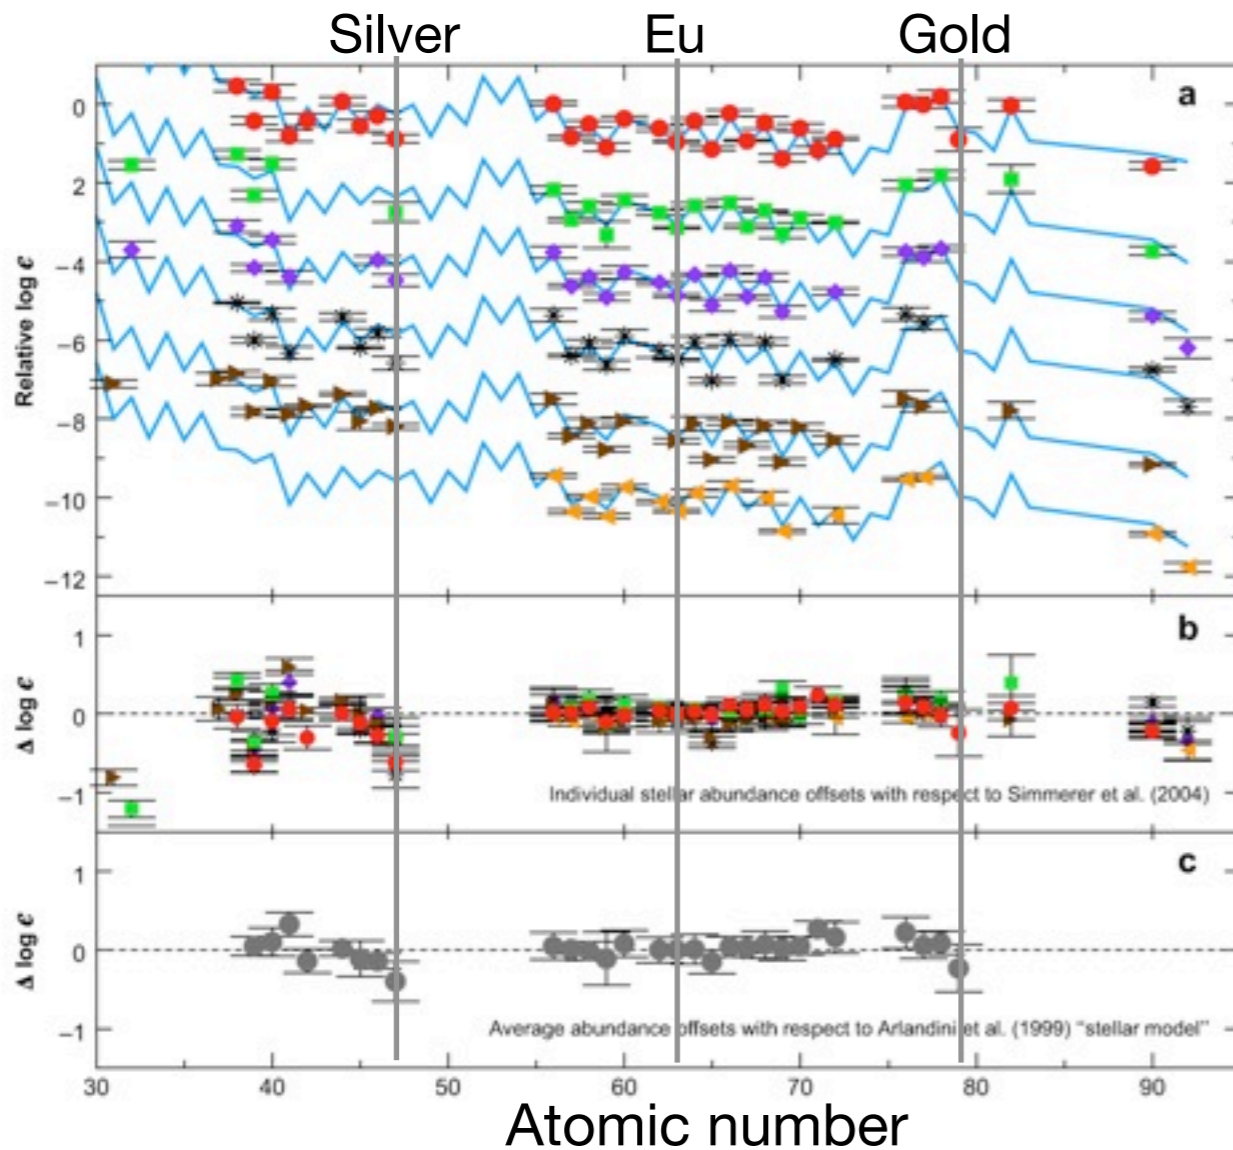 Silver Eu Gold
a
0
2
−4
−6
−8
−10
−12
Relative log ϵ
b
1
0
−1
Δ log ϵ
Individual stellar abundance offsets with respect to Simmerer et al. (2004)
c
1
0
−1
Δ log ϵ
Average abundance offsets with respect to Arlandini et al. (1999) "stellar model"
30 40 50 60 70 80 90
Atomic number